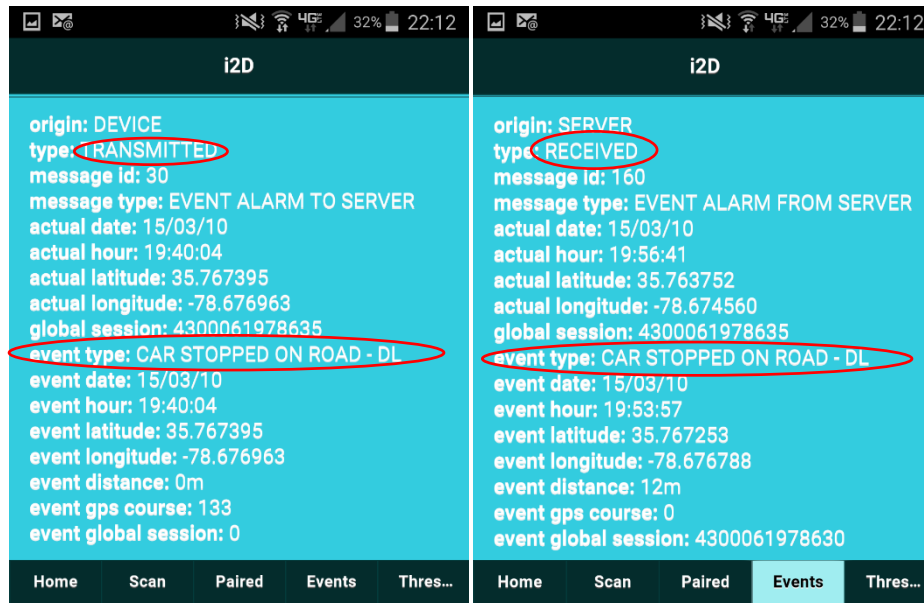 4G 32% 22:12
i2D
origin: DEVICE
type: TRANSMITTED
message id: 30
message type: EVENT ALARM TO SERVER
actual date: 15/03/10
actual hour: 19:40:04
actual latitude: 35.767395
actual longitude: -78.676963
global session: 4300061978635
event type: CAR STOPPED ON ROAD - DL
event date: 15/03/10
event hour: 19:40:04
event latitude: 35.767395
event longitude: -78.676963
event distance: 0m
event gps course: 133
event global session: 0
Home Scan Paired Events Thres...
4G 32% 22:12
i2D
origin: SERVER
type: RECEIVED
message id: 160
message type: EVENT ALARM FROM SERVER
actual date: 15/03/10
actual hour: 19:56:41
actual latitude: 35.763752
actual longitude: -78.674560
global session: 4300061978635
event type: CAR STOPPED ON ROAD - DL
event date: 15/03/10
event hour: 19:53:57
event latitude: 35.767253
event longitude: -78.676788
event distance: 12m
event gps course: 0
event global session: 4300061978630
Home Scan Paired Events Thres...